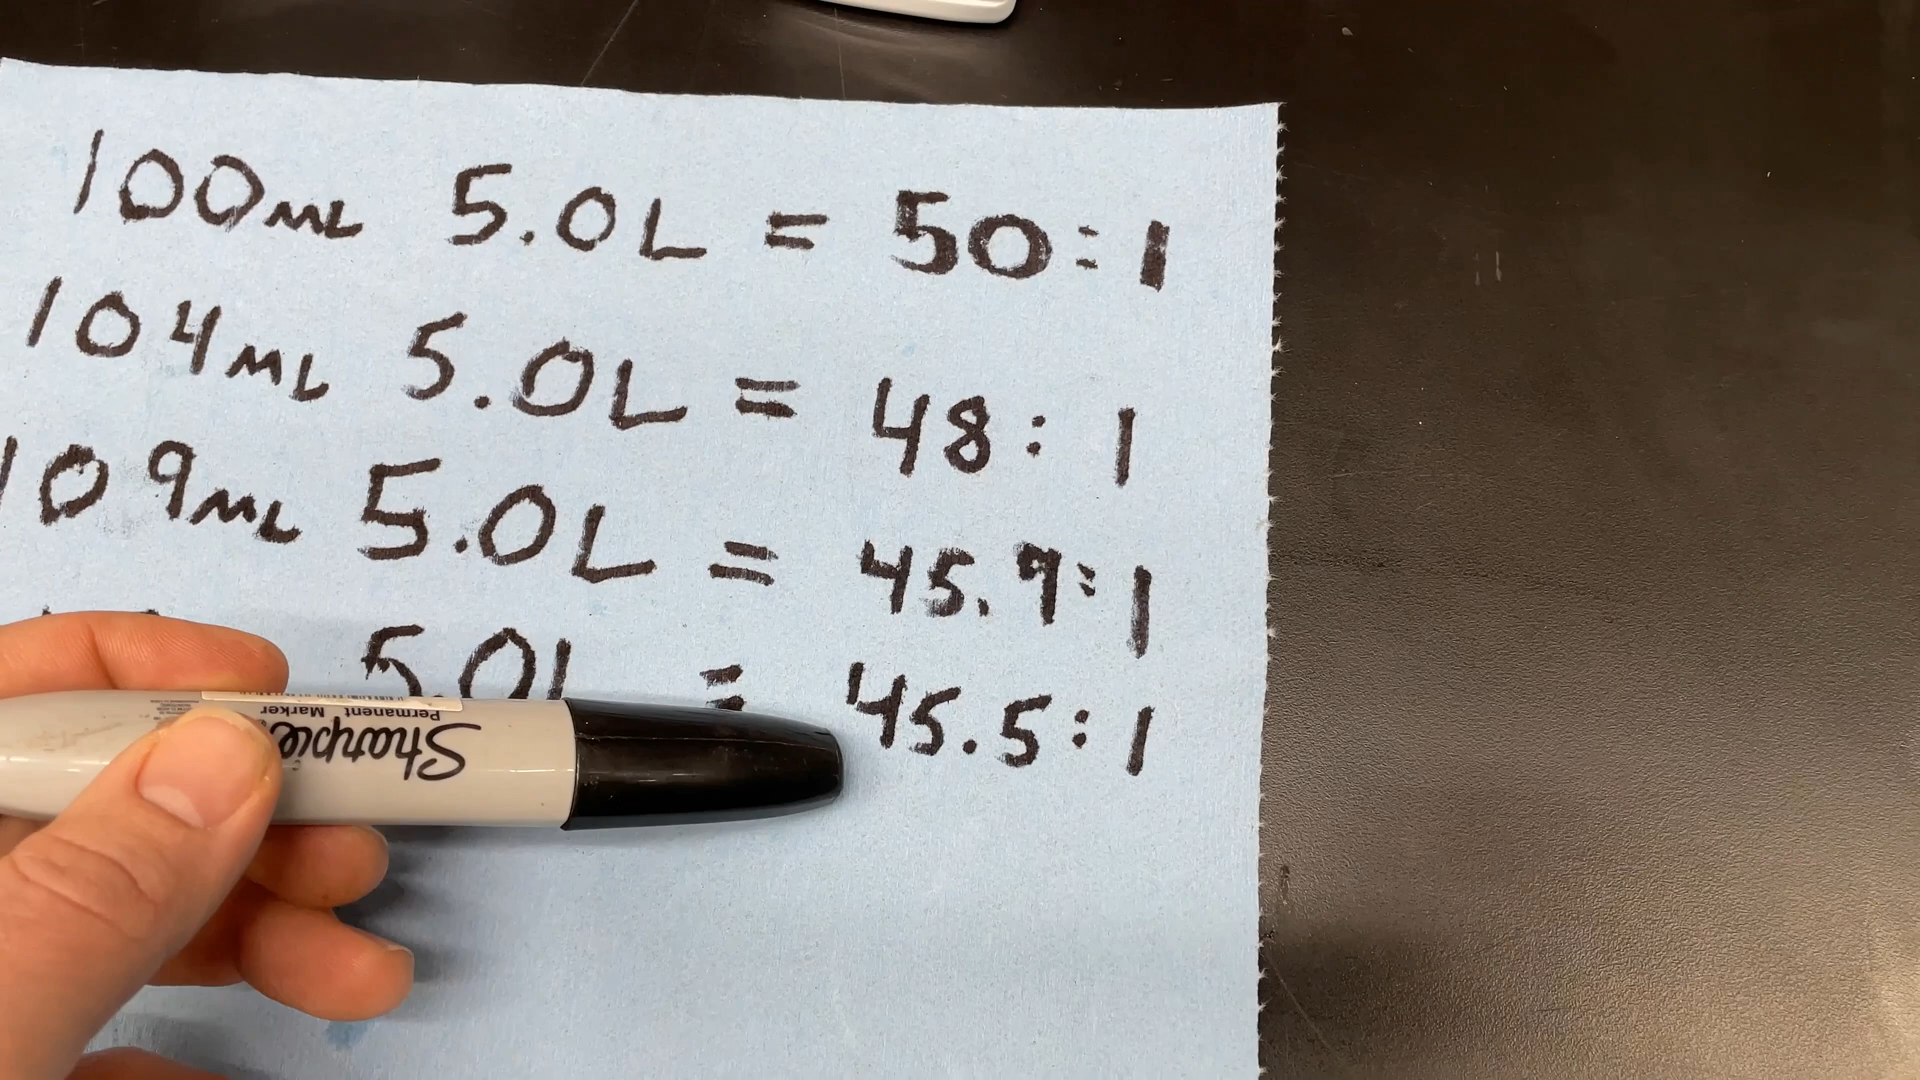 100ML 5.0L = 50:1
104ML 5.0L = 48:1
109ML 5.0L = 45.9:1
5.0L = 45.5:1
Sharpie
Permanent Marker